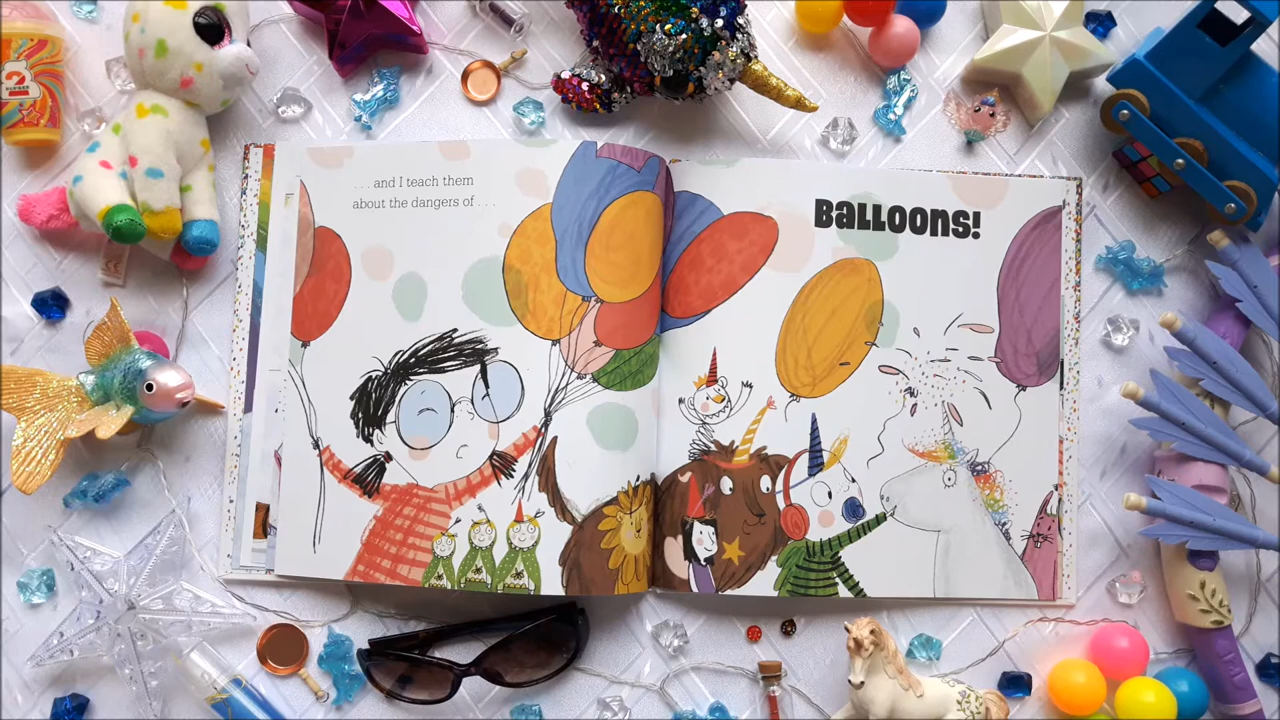 . . . and I teach them
about the dangers of . . .
BALLOONS!